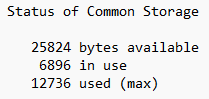 Status of Common Storage
25824 bytes available
6896 in use
12736 used (max)